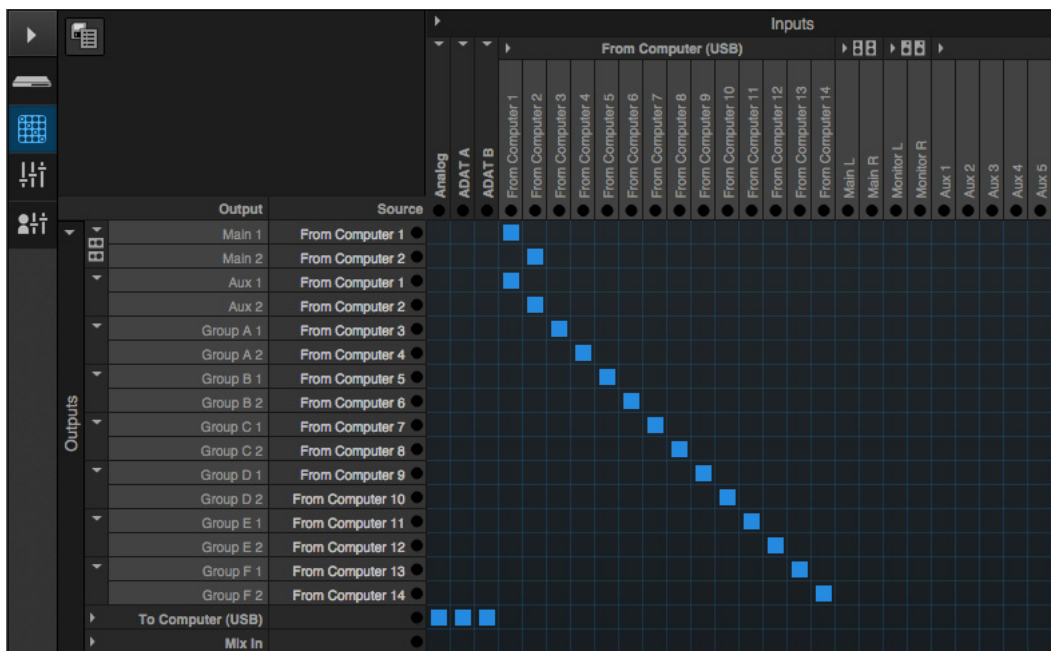 Inputs
From Computer (USB)
Analog
ADAT A
ADAT B
From Computer 1
From Computer 2
From Computer 3
From Computer 4
From Computer 5
From Computer 6
From Computer 7
From Computer 8
From Computer 9
From Computer 10
From Computer 11
From Computer 12
From Computer 13
From Computer 14
Main L
Main R
Monitor L
Monitor R
Aux 1
Aux 2
Aux 3
Aux 4
Aux 5
Output Source
Outputs
Main 1 From Computer 1
Main 2 From Computer 2
Aux 1 From Computer 1
Aux 2 From Computer 2
Group A 1 From Computer 3
Group A 2 From Computer 4
Group B 1 From Computer 5
Group B 2 From Computer 6
Group C 1 From Computer 7
Group C 2 From Computer 8
Group D 1 From Computer 9
Group D 2 From Computer 10
Group E 1 From Computer 11
Group E 2 From Computer 12
Group F 1 From Computer 13
Group F 2 From Computer 14
To Computer (USB)
Mix In